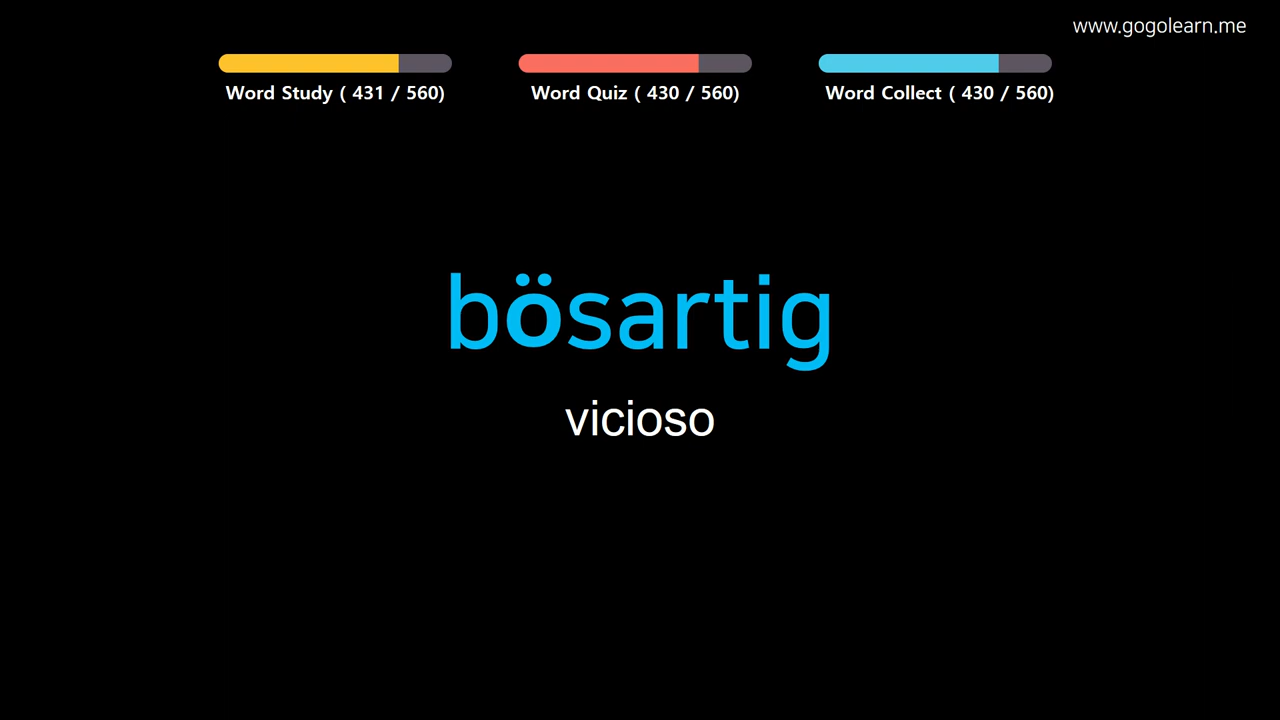 www.gogolearn.me
Word Study ( 431 / 560)
Word Quiz ( 430 / 560)
Word Collect ( 430 / 560)
bösartig
vicioso